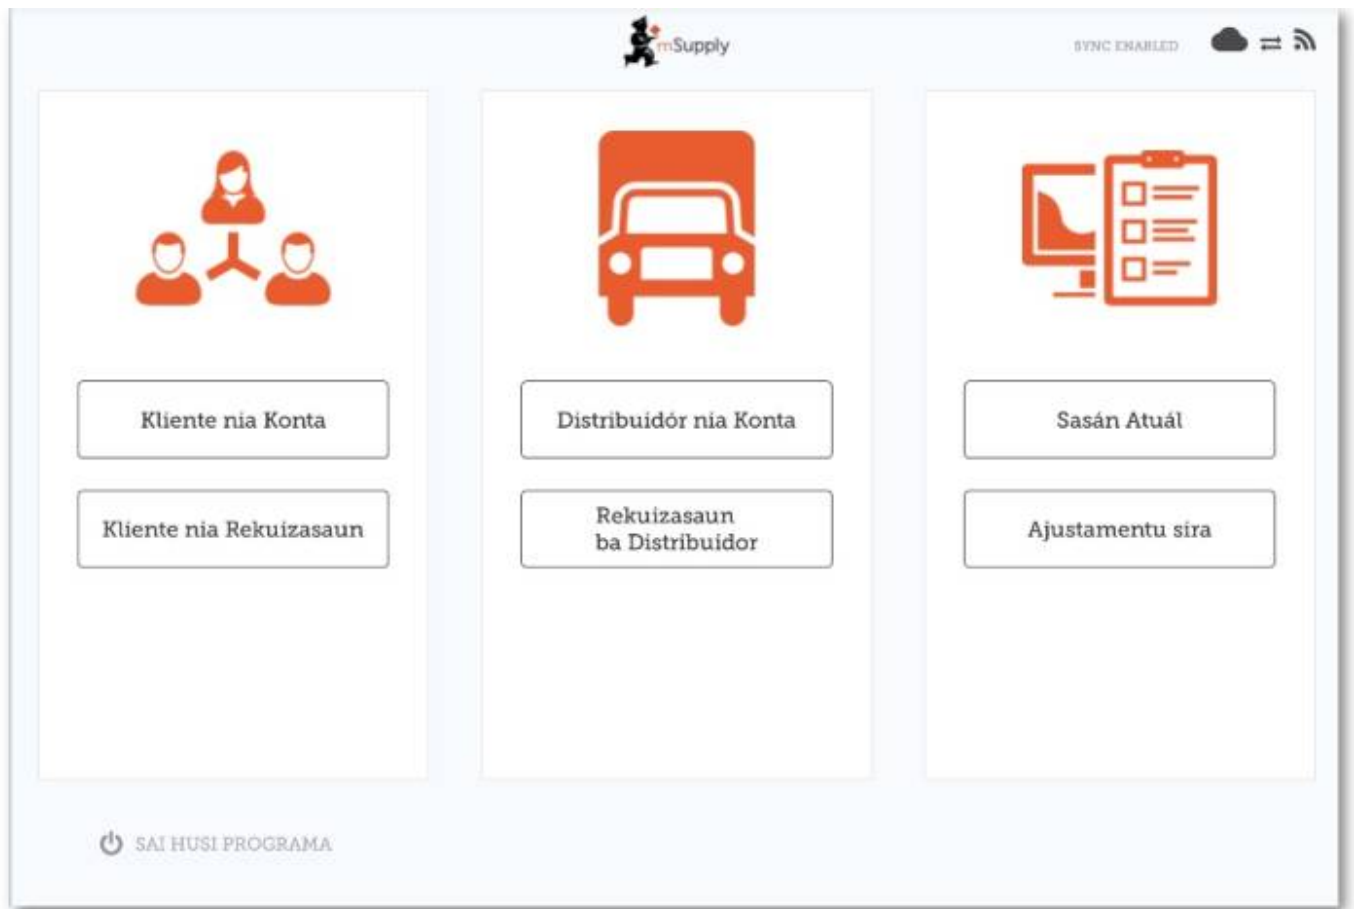 mSupply
SYNC ENABLED
Kliente nia Konta
Kliente nia Rekuizasaun
Distribuidór nia Konta
Rekuizasaun
ba Distribuidor
Sasán Atuál
Ajustamentu sira
SAI HUSI PROGRAMA